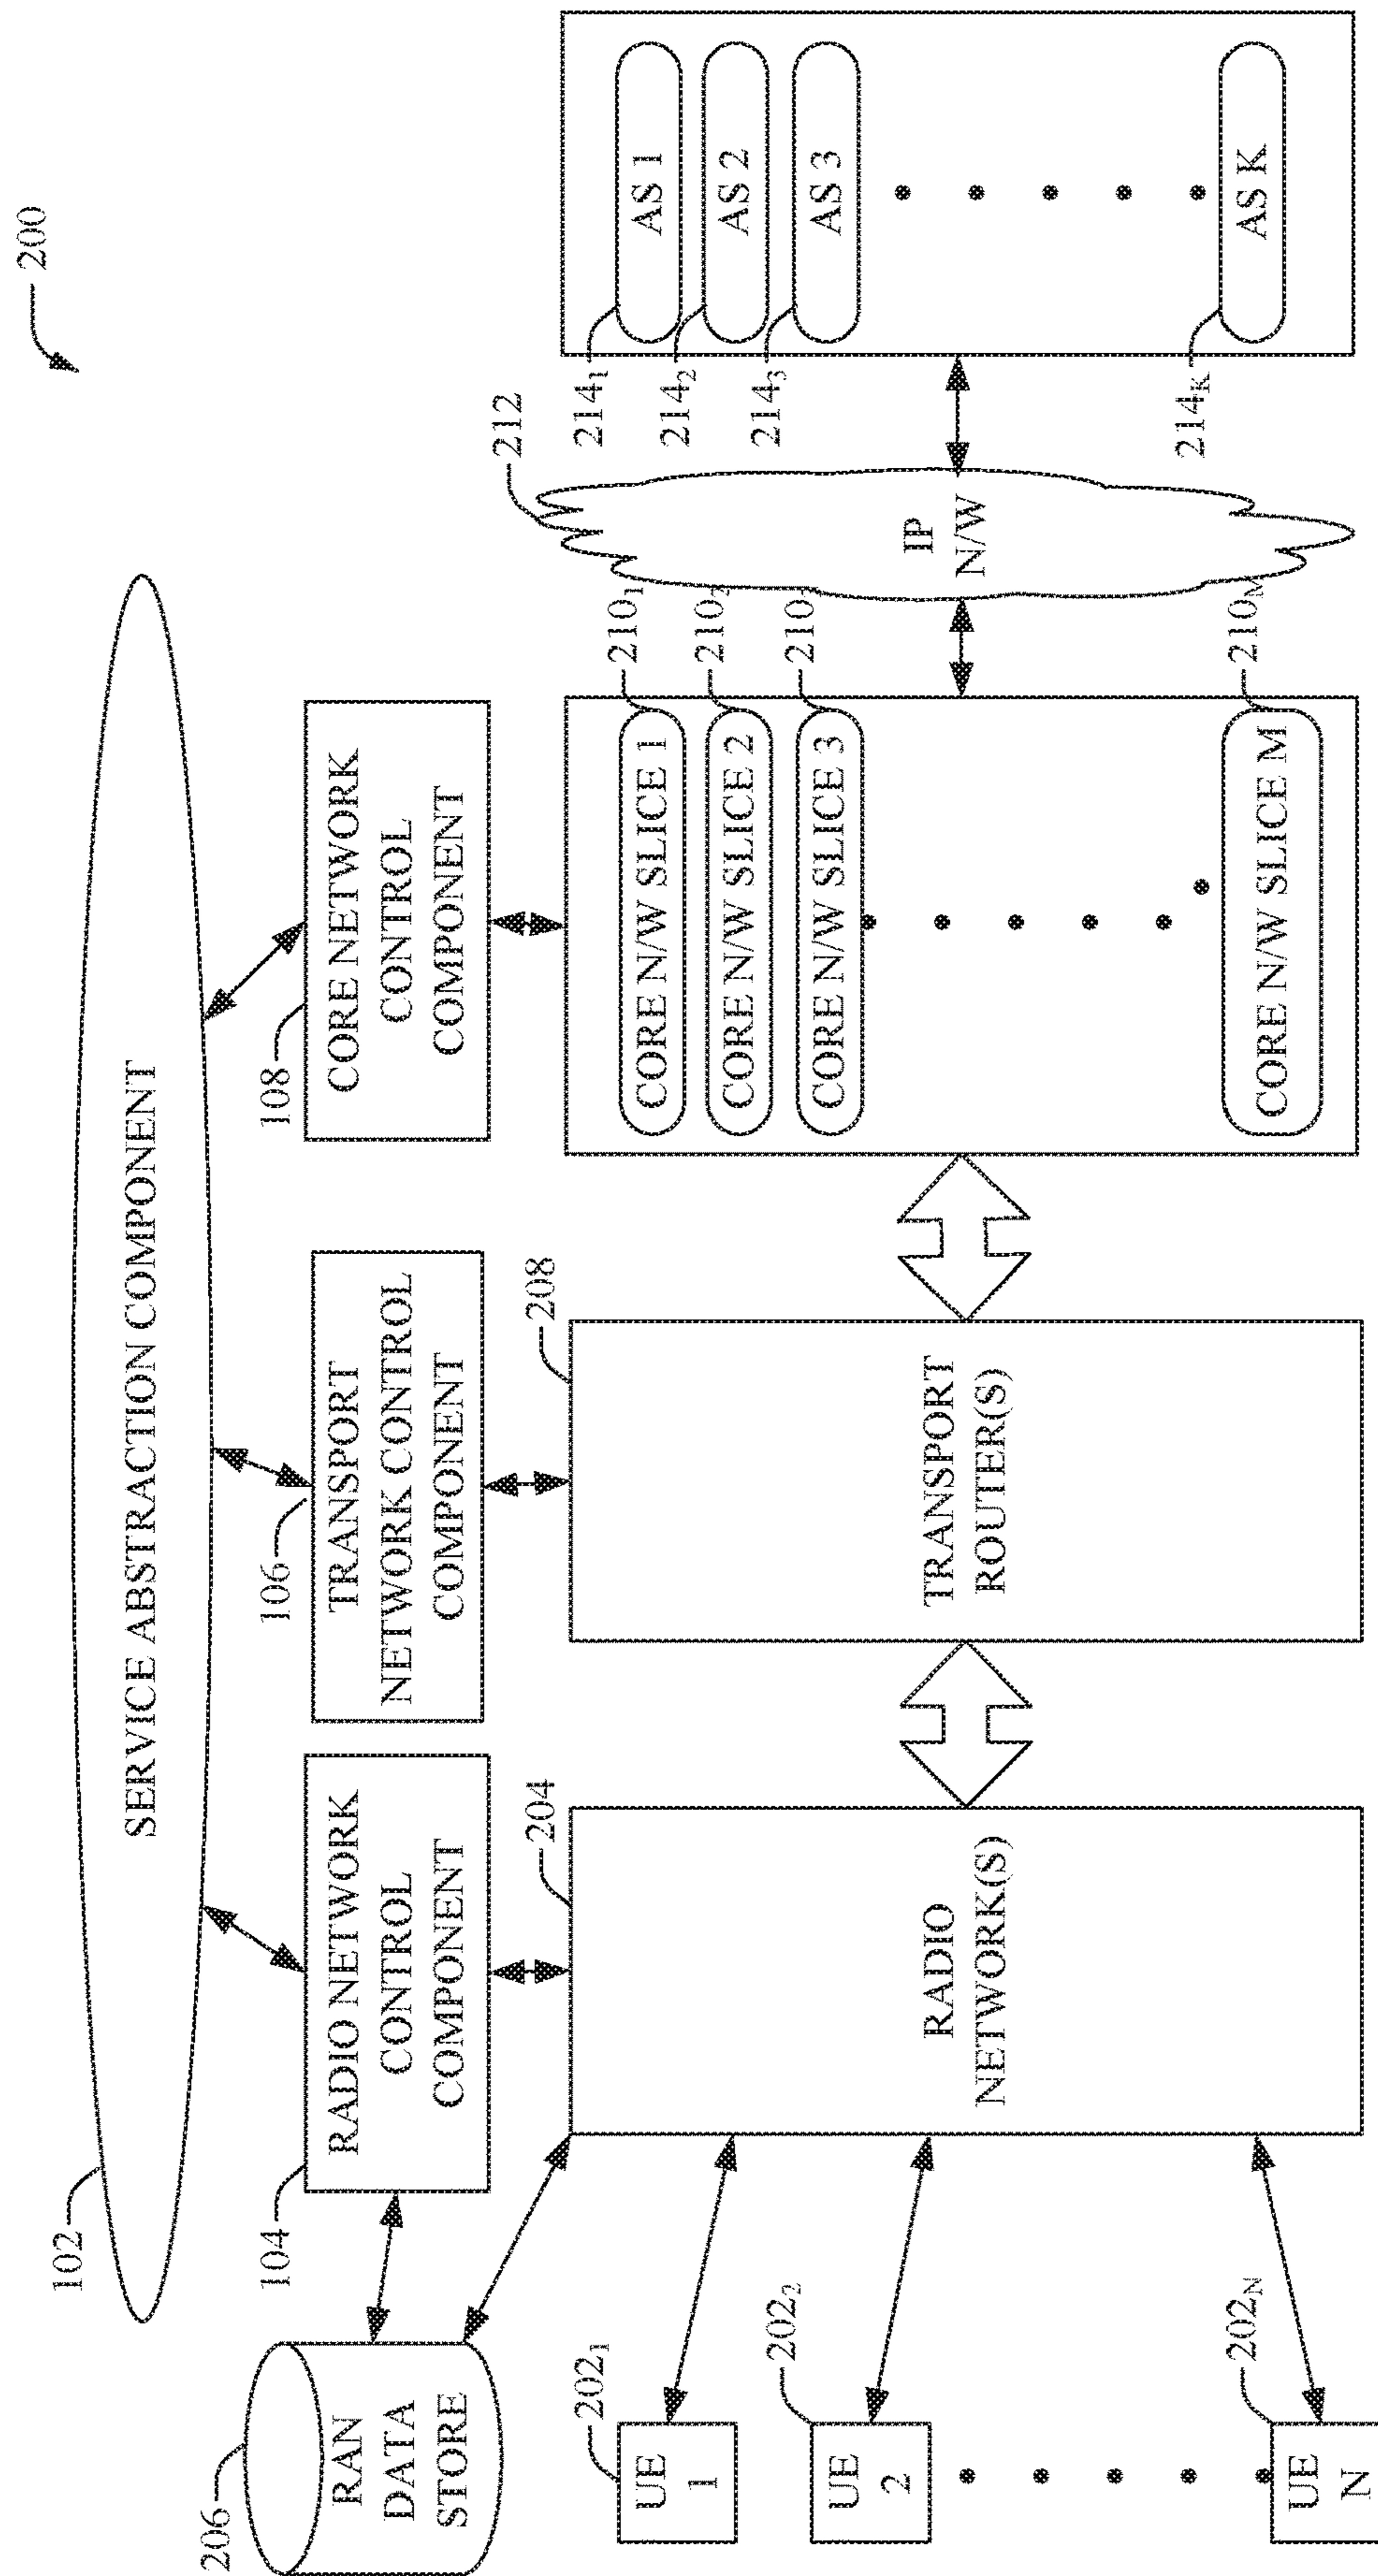 200
102
SERVICE ABSTRACTION COMPONENT
206
RAN
DATA
STORE
104
RADIO NETWORK
CONTROL
COMPONENT
106
TRANSPORT
NETWORK CONTROL
COMPONENT
108
CORE NETWORK
CONTROL
COMPONENT
202₁
UE
1
202₂
UE
2
202N
UE
N
204
RADIO
NETWORK(S)
208
TRANSPORT
ROUTER(S)
CORE N/W SLICE 1
210₁
CORE N/W SLICE 2
210₂
CORE N/W SLICE 3
210
CORE N/W SLICE M
210M
212
IP
N/W
214₁
AS 1
214₂
AS 2
214₃
AS 3
214K
AS K